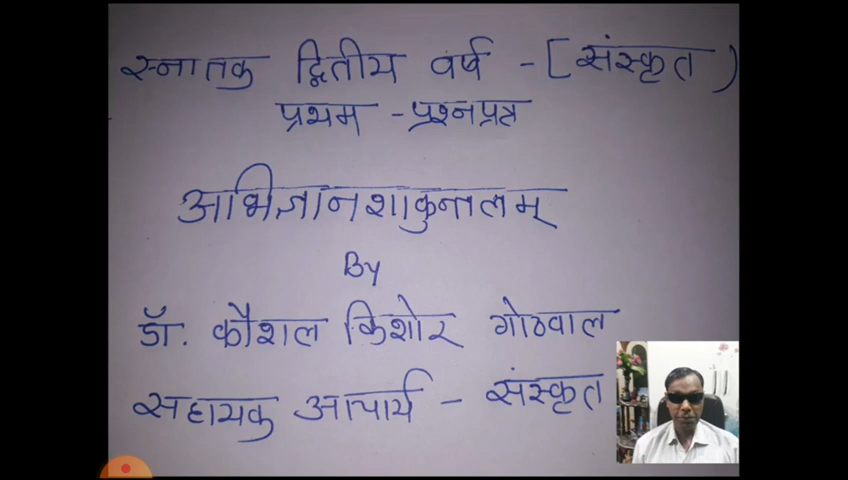 स्नातक द्वितीय वर्ष - [संस्कृत)
प्रथम - प्रश्नपत्र
अभिज्ञानशाकुन्तलम्
By
डॉ. कौशल किशोर गोठवाल
सहायक आचार्य - संस्कृत